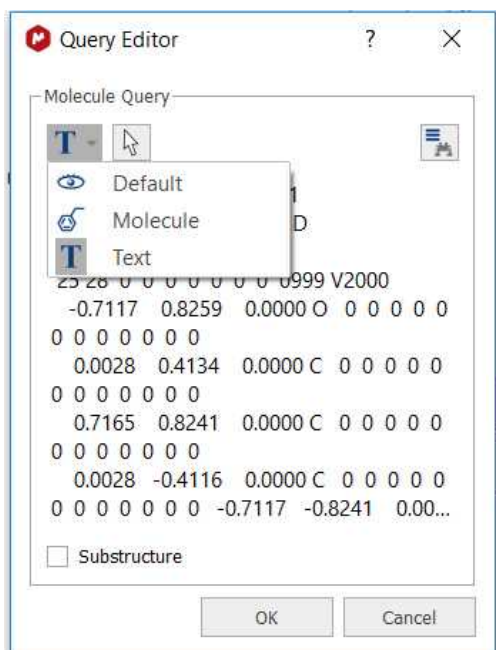 Query Editor ? X
Molecule Query
T
Default
1
Molecule
D
T Text
25 28 0 0 0 0 0 0 0 0 0999 V2000
-0.7117 0.8259 0.0000 O 0 0 0 0 0
0 0 0 0 0 0 0
0.0028 0.4134 0.0000 C 0 0 0 0 0
0 0 0 0 0 0 0
0.7165 0.8241 0.0000 C 0 0 0 0 0
0 0 0 0 0 0 0
0.0028 -0.4116 0.0000 C 0 0 0 0 0
0 0 0 0 0 0 0 -0.7117 -0.8241 0.00...
Substructure
OK Cancel